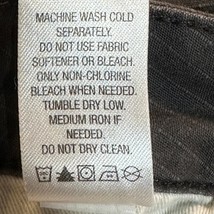 MACHINE WASH COLD
SEPARATELY.
DO NOT USE FABRIC
SOFTENER OR BLEACH.
ONLY NON-CHLORINE
BLEACH WHEN NEEDED.
TUMBLE DRY LOW.
MEDIUM IRON IF
NEEDED.
DO NOT DRY CLEAN.